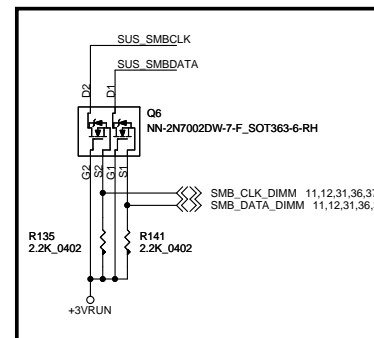 SUS_SMBCLK
SUS_SMBDATA
D2
D1
Q6
NN-2N7002DW-7-F_SOT363-6-RH
G2
S2
G1
S1
SMB_CLK_DIMM 11,12,31,36,37
SMB_DATA_DIMM 11,12,31,36,
R135
2.2K_0402
R141
2.2K_0402
+3VRUN